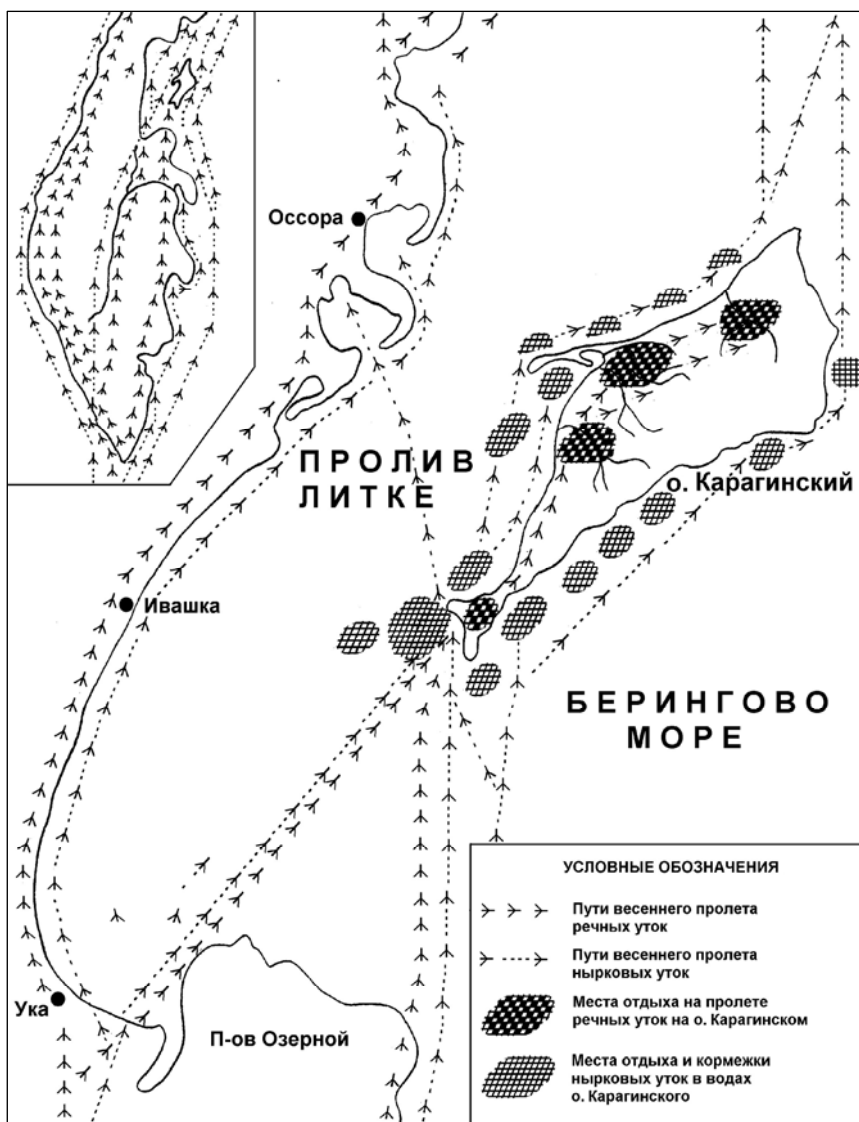 Оссора
ПРОЛИВ
ЛИТКЕ
о. Карагинский
Ивашка
БЕРИНГОВО
МОРЕ
Ука
П-ов Озерной
УСЛОВНЫЕ ОБОЗНАЧЕНИЯ
Пути весеннего пролета
речных уток
Пути весеннего пролета
нырковых уток
Места отдыха на пролете
речных уток на о. Карагинском
Места отдыха и кормежки
нырковых уток в водах
о. Карагинского